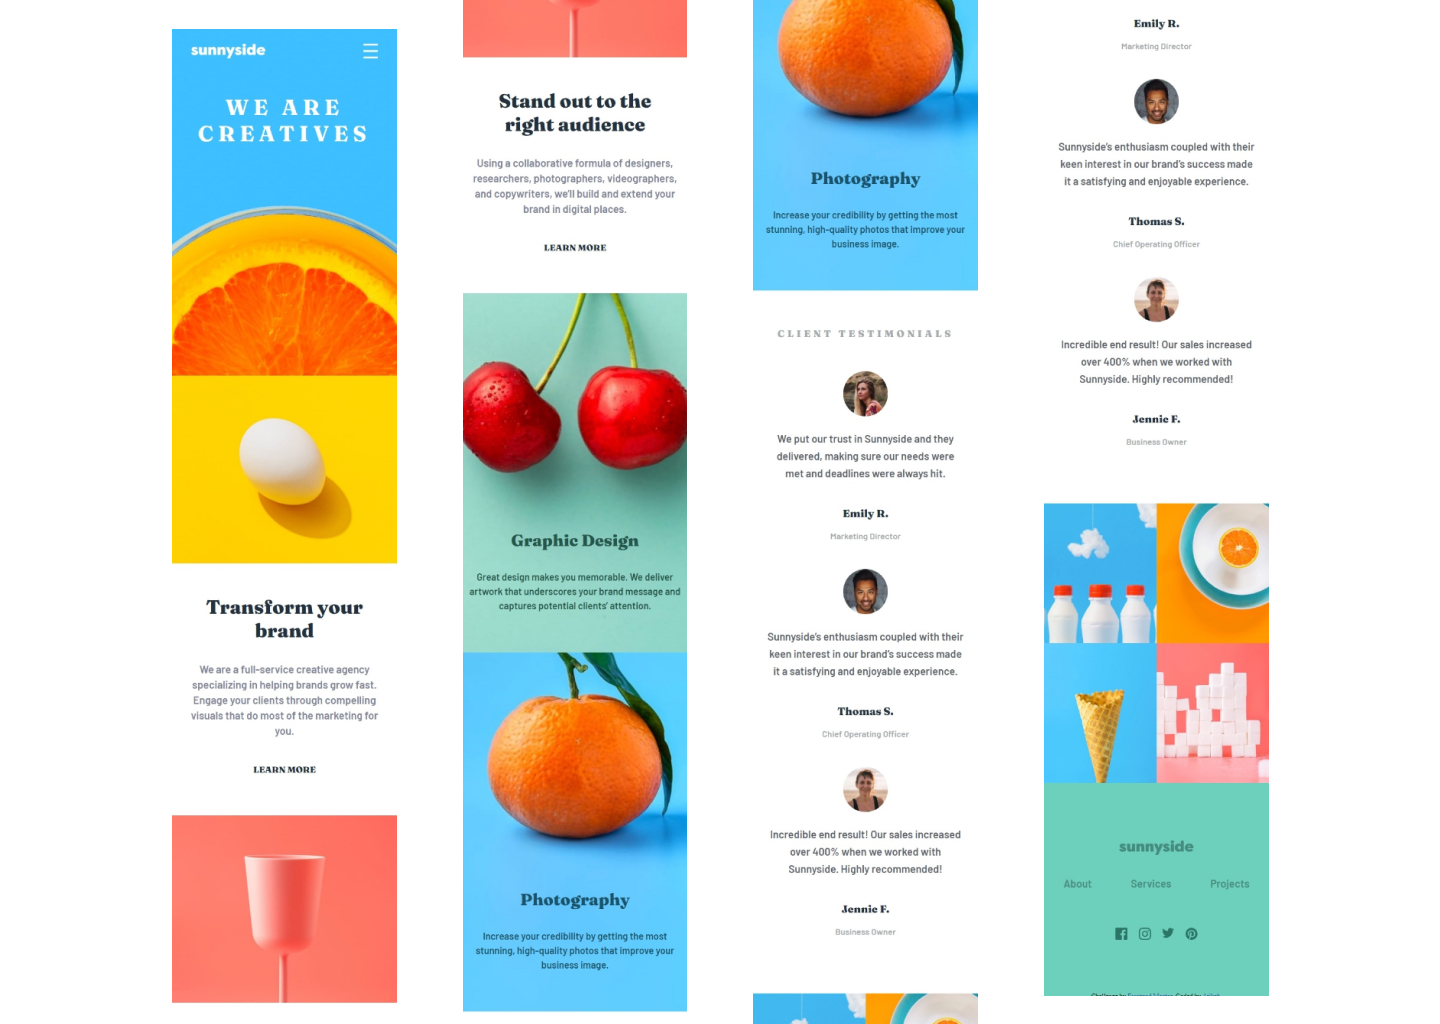 sunnyside
WE ARE
CREATIVES
Transform your
brand
We are a full-service creative agency
specializing in helping brands grow fast.
Engage your clients through compelling
visuals that do most of the marketing for
you.
LEARN MORE
Stand out to the
right audience
Using a collaborative formula of designers,
researchers, photographers, videographers,
and copywriters, we'll build and extend your
brand in digital places.
LEARN MORE
Graphic Design
Great design makes you memorable. We deliver
artwork that underscores your brand message and
captures potential clients' attention.
Photography
Increase your credibility by getting the most
stunning, high-quality photos that improve your
business image.
Photography
Increase your credibility by getting the most
stunning, high-quality photos that improve your
business image.
CLIENT TESTIMONIALS
We put our trust in Sunnyside and they
delivered, making sure our needs were
met and deadlines were always hit.
Emily R.
Marketing Director
Sunnyside's enthusiasm coupled with their
keen interest in our brand's success made
it a satisfying and enjoyable experience.
Thomas S.
Chief Operating Officer
Incredible end result! Our sales increased
over 400% when we worked with
Sunnyside. Highly recommended!
Jennie F.
Business Owner
Emily R.
Marketing Director
Sunnyside's enthusiasm coupled with their
keen interest in our brand's success made
it a satisfying and enjoyable experience.
Thomas S.
Chief Operating Officer
Incredible end result! Our sales increased
over 400% when we worked with
Sunnyside. Highly recommended!
Jennie F.
Business Owner
sunnyside
About Services Projects